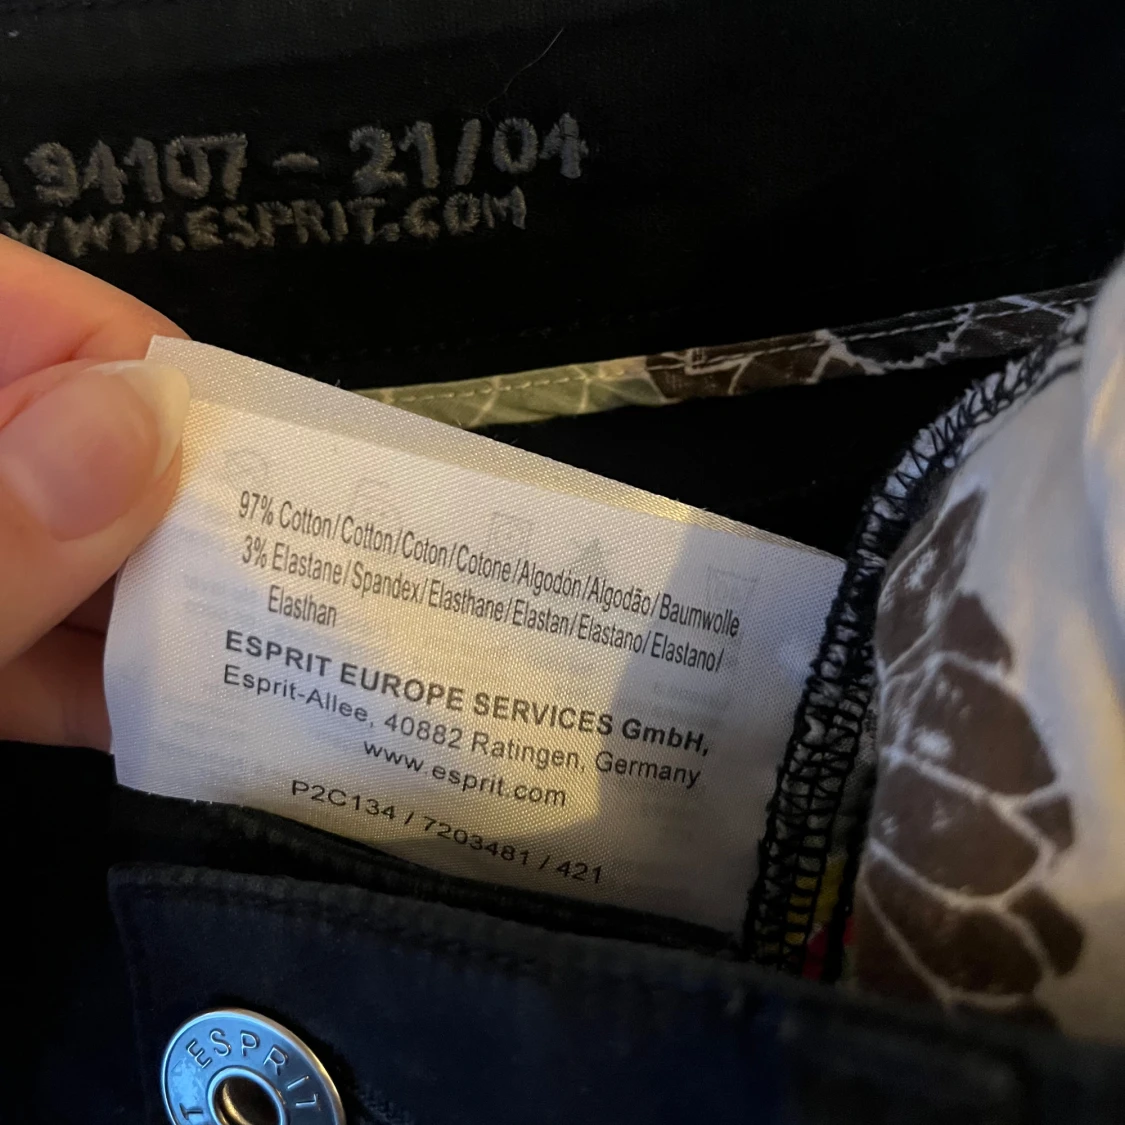 94107 - 21/04
WWW.ESPRIT.COM
97% Cotton/Cotton/Coton/Cotone/Algodón/Algodão/Baumwolle
3% Elastane/Spandex/Elasthane/Elastan/Elastano/Elastano/
Elasthan
ESPRIT EUROPE SERVICES GmbH,
Esprit-Allee, 40882 Ratingen, Germany
www.esprit.com
P2C134 / 7203481 / 421
ESPRIT